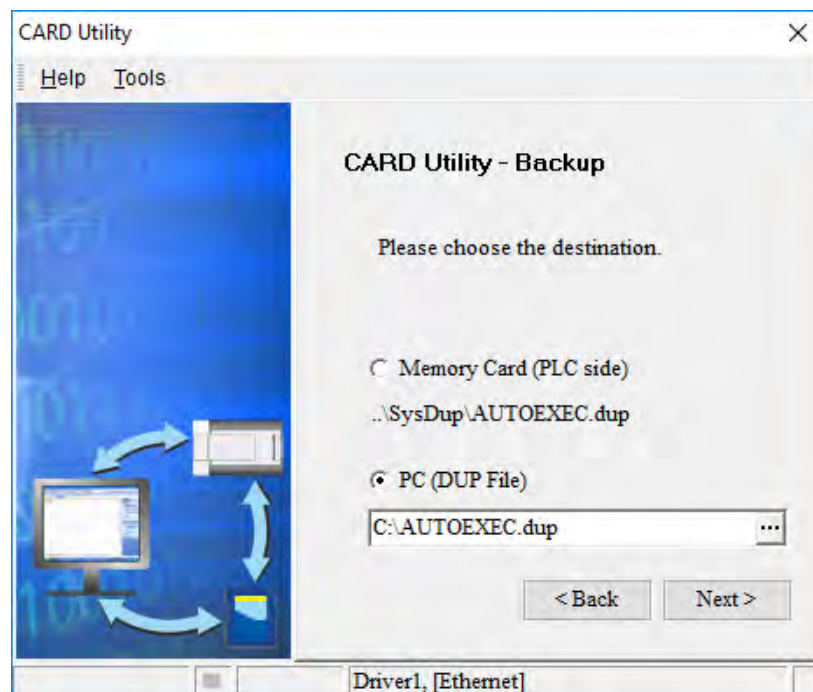 CARD Utility
Help Tools
CARD Utility - Backup
Please choose the destination.
Memory Card (PLC side)
..\SysDup\AUTOEXEC.dup
PC (DUP File)
C:\AUTOEXEC.dup ...
< Back Next >
Driver1, [Ethernet]